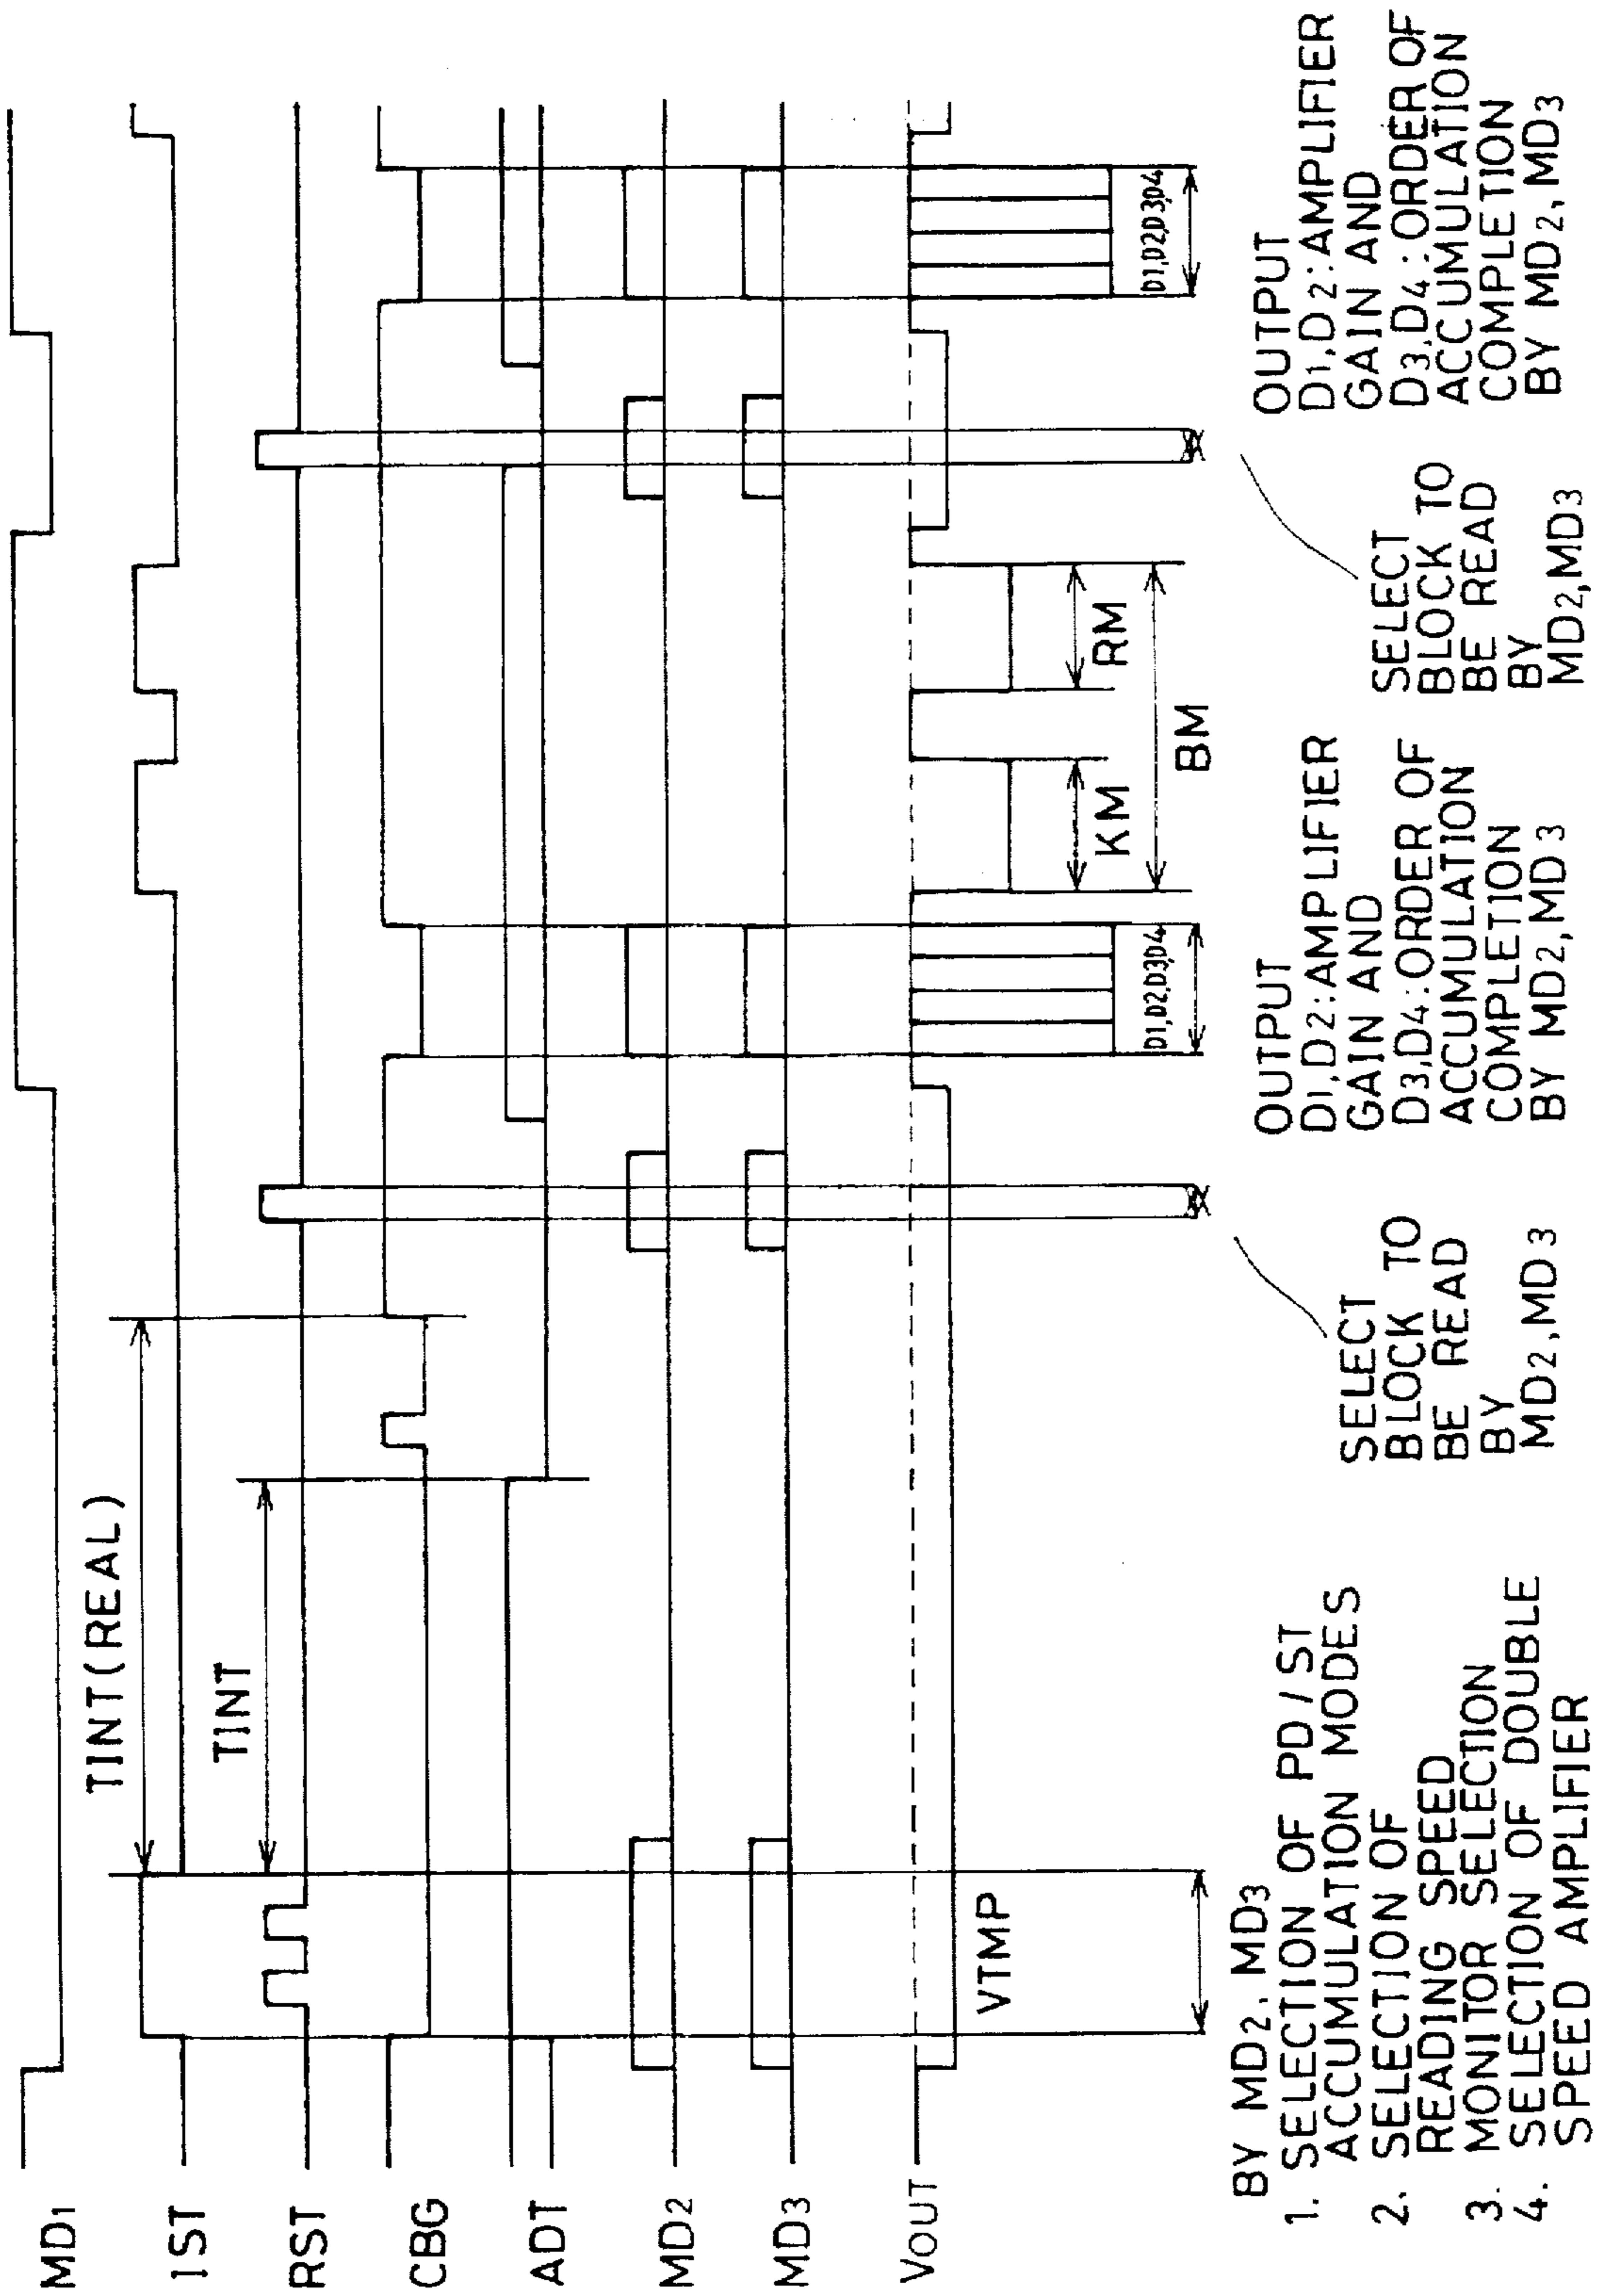 MD1
IST
RST
CBG
ADT
MD2
MD3
VOUT
TINT(REAL)
TINT
VTMP
KM
RM
BM
D1,D2,D3,D4
D1,D2,D3,D4
BY MD2, MD3
1. SELECTION OF PD/ST
ACCUMULATION MODES
2. SELECTION OF
READING SPEED
3. MONITOR SELECTION
4. SELECTION OF DOUBLE
SPEED AMPLIFIER
SELECT
BLOCK TO
BE READ
BY
MD2,MD3
OUTPUT
D1,D2:AMPLIFIER
GAIN AND
D3,D4:ORDER OF
ACCUMULATION
COMPLETION
BY MD2,MD3
SELECT
BLOCK TO
BE READ
BY
MD2,MD3
OUTPUT
D1,D2:AMPLIFIER
GAIN AND
D3,D4:ORDER OF
ACCUMULATION
COMPLETION
BY MD2,MD3